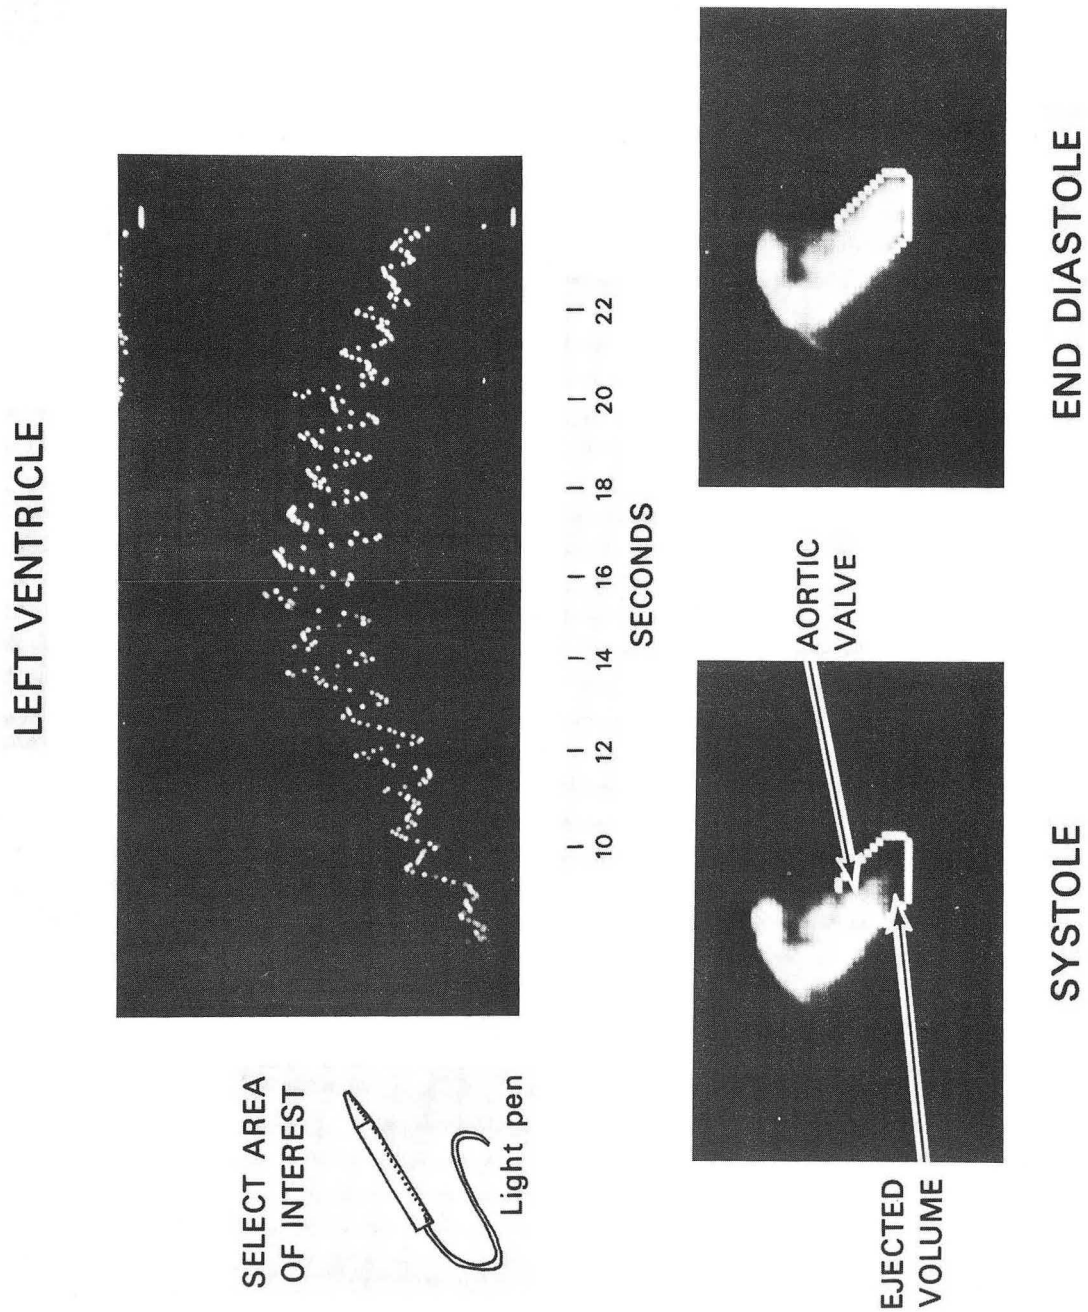 LEFT VENTRICLE
SELECT AREA
OF INTEREST
Light pen
10 12 14 16 18 20 22
SECONDS
EJECTED
VOLUME
AORTIC
VALVE
SYSTOLE
END DIASTOLE